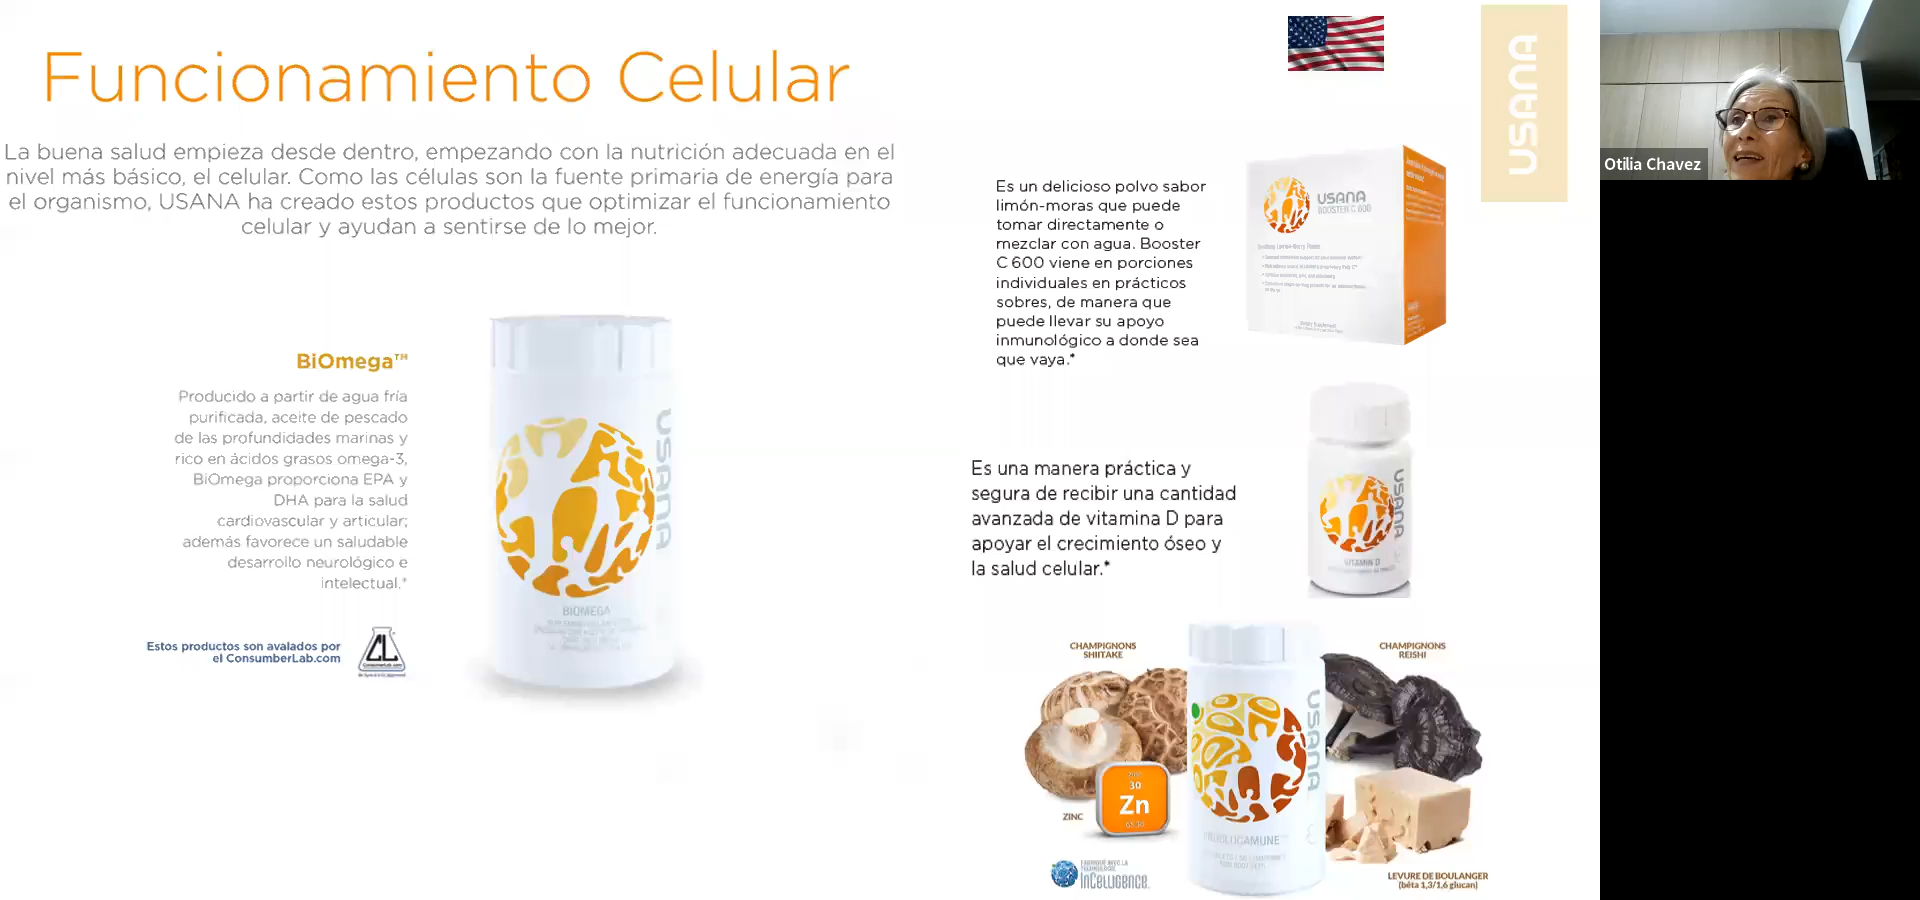 Funcionamiento Celular
La buena salud empieza desde dentro, empezando con la nutrición adecuada en el
nivel más básico, el celular. Como las células son la fuente primaria de energía para
el organismo, USANA ha creado estos productos que optimizar el funcionamiento
celular y ayudan a sentirse de lo mejor.
BiOmega™
Producido a partir de agua fría
purificada, aceite de pescado
de las profundidades marinas y
rico en ácidos grasos omega-3,
BiOmega proporciona EPA y
DHA para la salud
cardiovascular y articular;
además favorece un saludable
desarrollo neurológico e
intelectual.*
Estos productos son avalados por
el ConsumberLab.com
CL
ConsumerLab.com
USANA
BIOMEGA
Es un delicioso polvo sabor
limón-moras que puede
tomar directamente o
mezclar con agua. Booster
C 600 viene en porciones
individuales en prácticos
sobres, de manera que
puede llevar su apoyo
inmunológico a donde sea
que vaya.*
USANA
BOOSTER C 600
USANA
Otilia Chavez
Es una manera práctica y
segura de recibir una cantidad
avanzada de vitamina D para
apoyar el crecimiento óseo y
la salud celular.*
USANA
VITAMIN D
CHAMPIGNONS
SHIITAKE
CHAMPIGNONS
REISHI
30
Zn
ZINC
USANA
FABRIQUÉ AVEC LA
TECHNOLOGIE
InCelligence
LEVURE DE BOULANGER
(bêta 1,3/1,6 glucan)